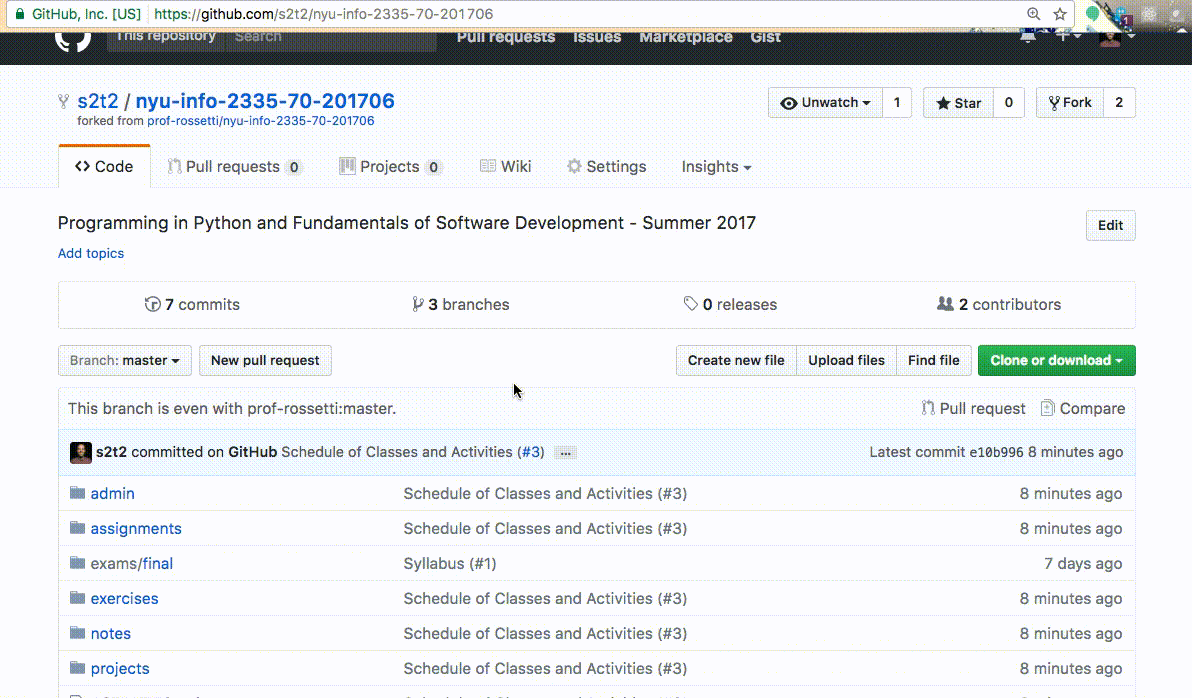 GitHub, Inc. [US] https://github.com/s2t2/nyu-info-2335-70-201706
This repository Search Pull requests Issues Marketplace Gist
s2t2 / nyu-info-2335-70-201706
Unwatch 1 Star 0 Fork 2
forked from prof-rossetti/nyu-info-2335-70-201706
<> Code Pull requests 0 Projects 0 Wiki Settings Insights
Programming in Python and Fundamentals of Software Development - Summer 2017
Edit
Add topics
7 commits 3 branches 0 releases 2 contributors
Branch: master New pull request Create new file Upload files Find file Clone or download
This branch is even with prof-rossetti:master. Pull request Compare
s2t2 committed on GitHub Schedule of Classes and Activities (#3) ... Latest commit e10b996 8 minutes ago
admin Schedule of Classes and Activities (#3) 8 minutes ago
assignments Schedule of Classes and Activities (#3) 8 minutes ago
exams/final Syllabus (#1) 7 days ago
exercises Schedule of Classes and Activities (#3) 8 minutes ago
notes Schedule of Classes and Activities (#3) 8 minutes ago
projects Schedule of Classes and Activities (#3) 8 minutes ago